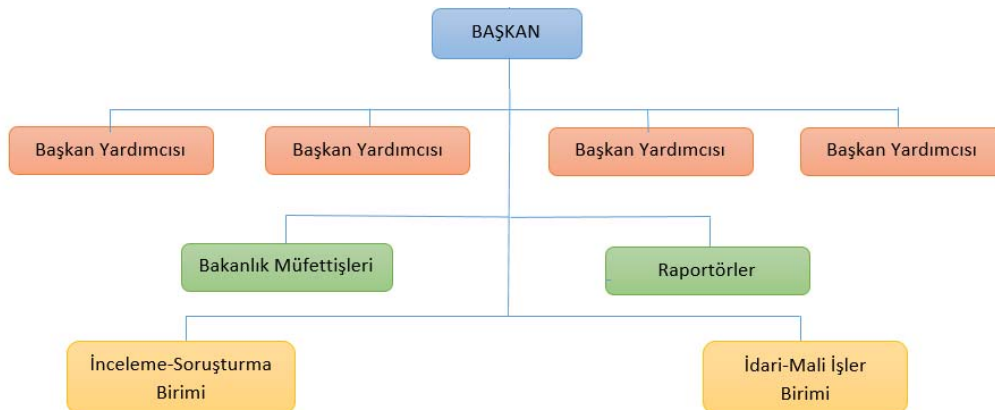 BAŞKAN
Başkan Yardımcısı
Başkan Yardımcısı
Başkan Yardımcısı
Başkan Yardımcısı
Bakanlık Müfettişleri
Raportörler
İnceleme-Soruşturma
Birimi
İdari-Mali İşler
Birimi